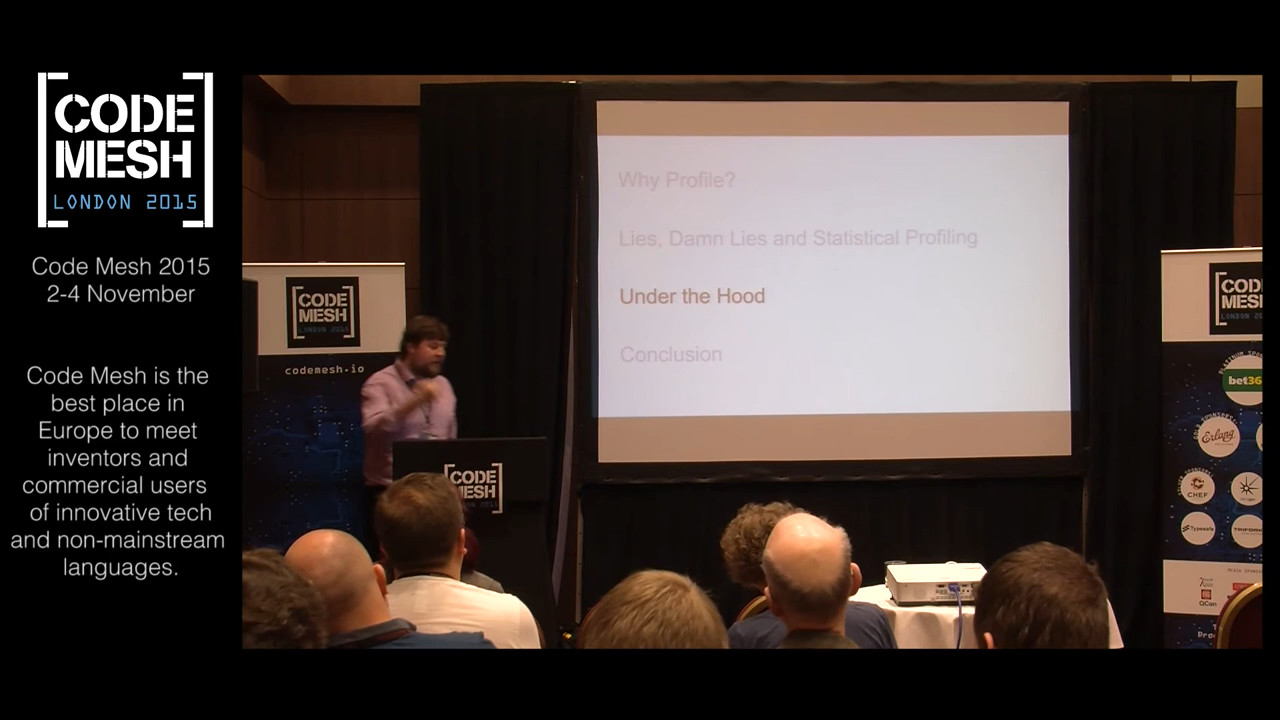 CODE
MESH
LONDON 2015
Code Mesh 2015
2-4 November
Code Mesh is the
best place in
Europe to meet
inventors and
commercial users
of innovative tech
and non-mainstream
languages.
CODE
MESH
LONDON 2015
codemesh.io
Why Profile?
Lies, Damn Lies and Statistical Profiling
Under the Hood
Conclusion
CODE
MESH
CODE
MESH
bet36
Erlang
CHEF
Typesafe
QCon